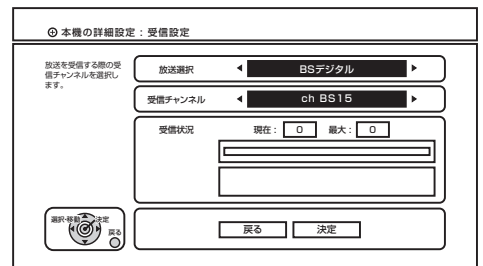 本機の詳細設定：受信設定
放送を受信する際の受
信チャンネルを選択し
ます。
放送選択 BSデジタル
受信チャンネル ch BS15
受信状況 現在： 0 最大： 0
選択・移動 決定
戻る
戻る 決定